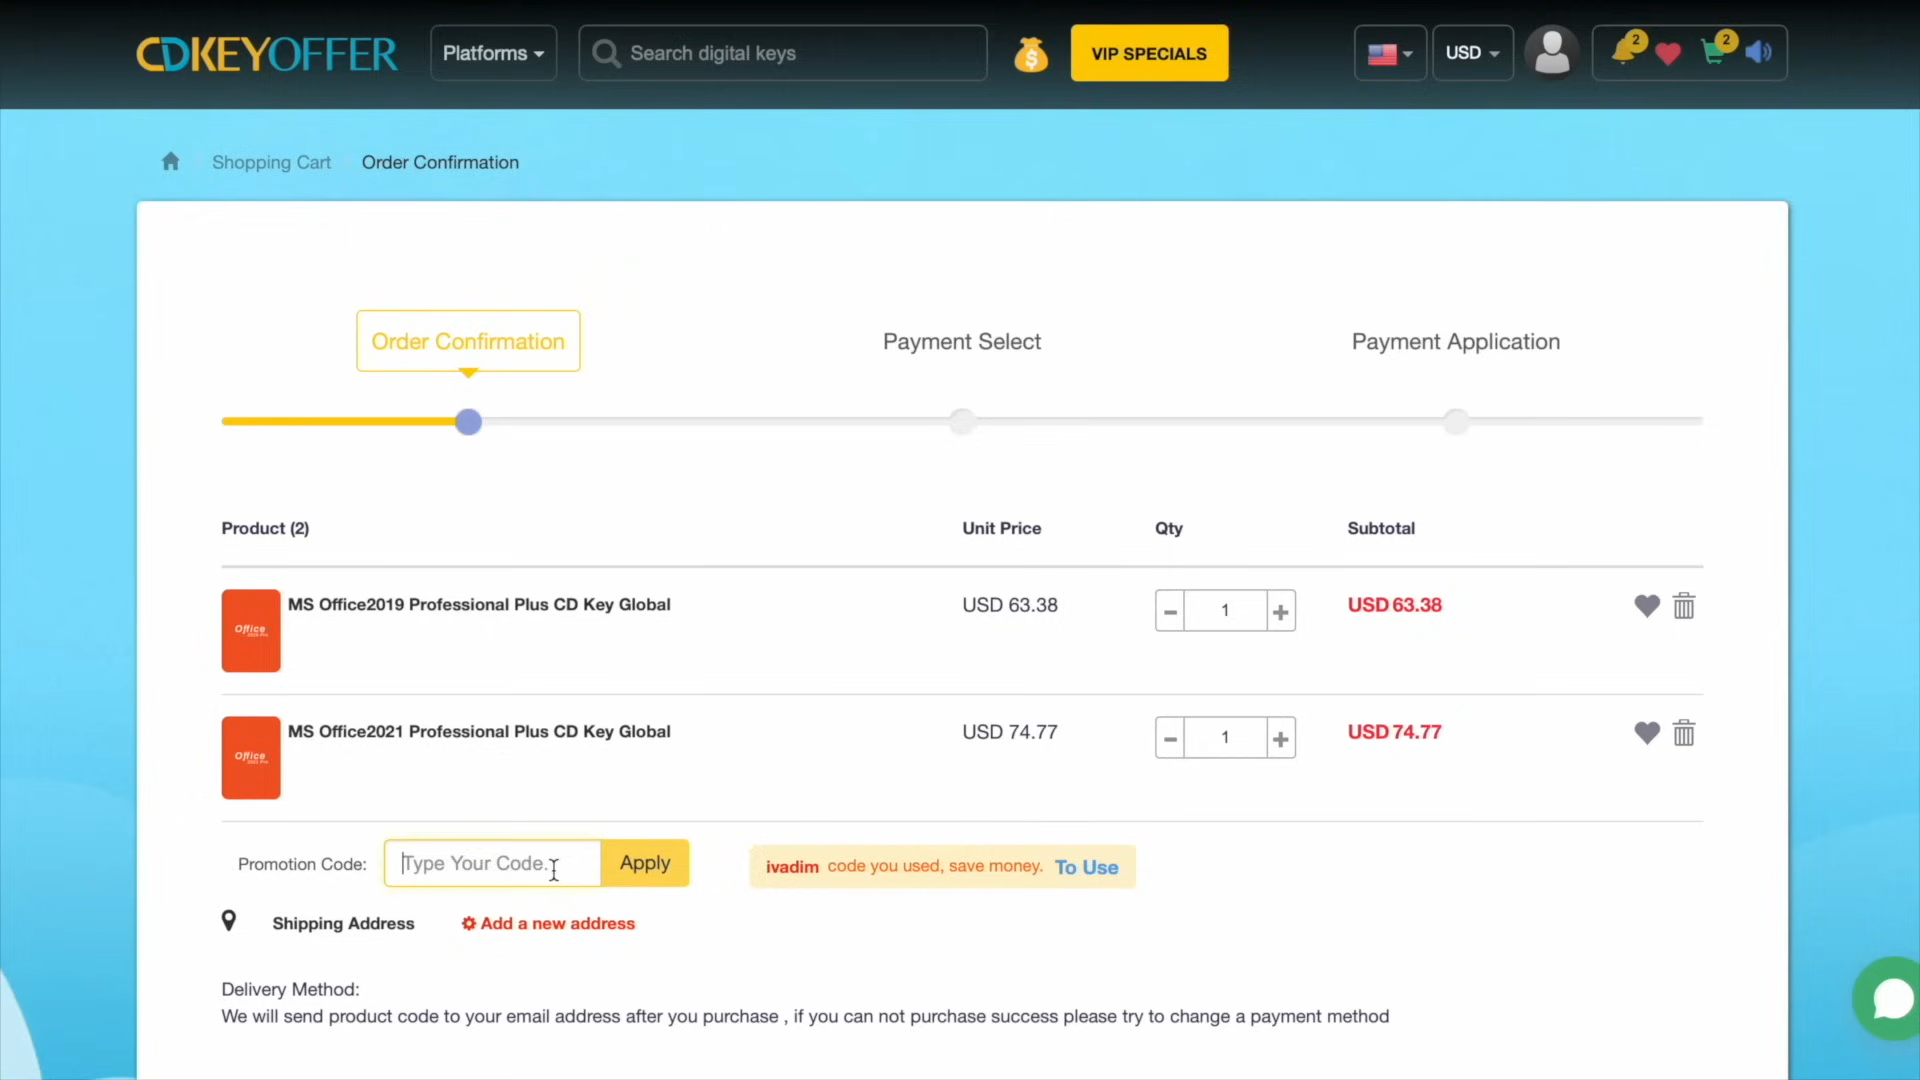 CDKEYOFFER
Platforms
Search digital keys
VIP SPECIALS
USD
2
2
Shopping Cart
Order Confirmation
Order Confirmation
Payment Select
Payment Application
Product (2)
Unit Price
Qty
Subtotal
Office
MS Office2019 Professional Plus CD Key Global
USD 63.38
1
USD 63.38
Office
MS Office2021 Professional Plus CD Key Global
USD 74.77
1
USD 74.77
Promotion Code:
Type Your Code.
Apply
ivadim code you used, save money. To Use
Shipping Address
Add a new address
Delivery Method:
We will send product code to your email address after you purchase , if you can not purchase success please try to change a payment method